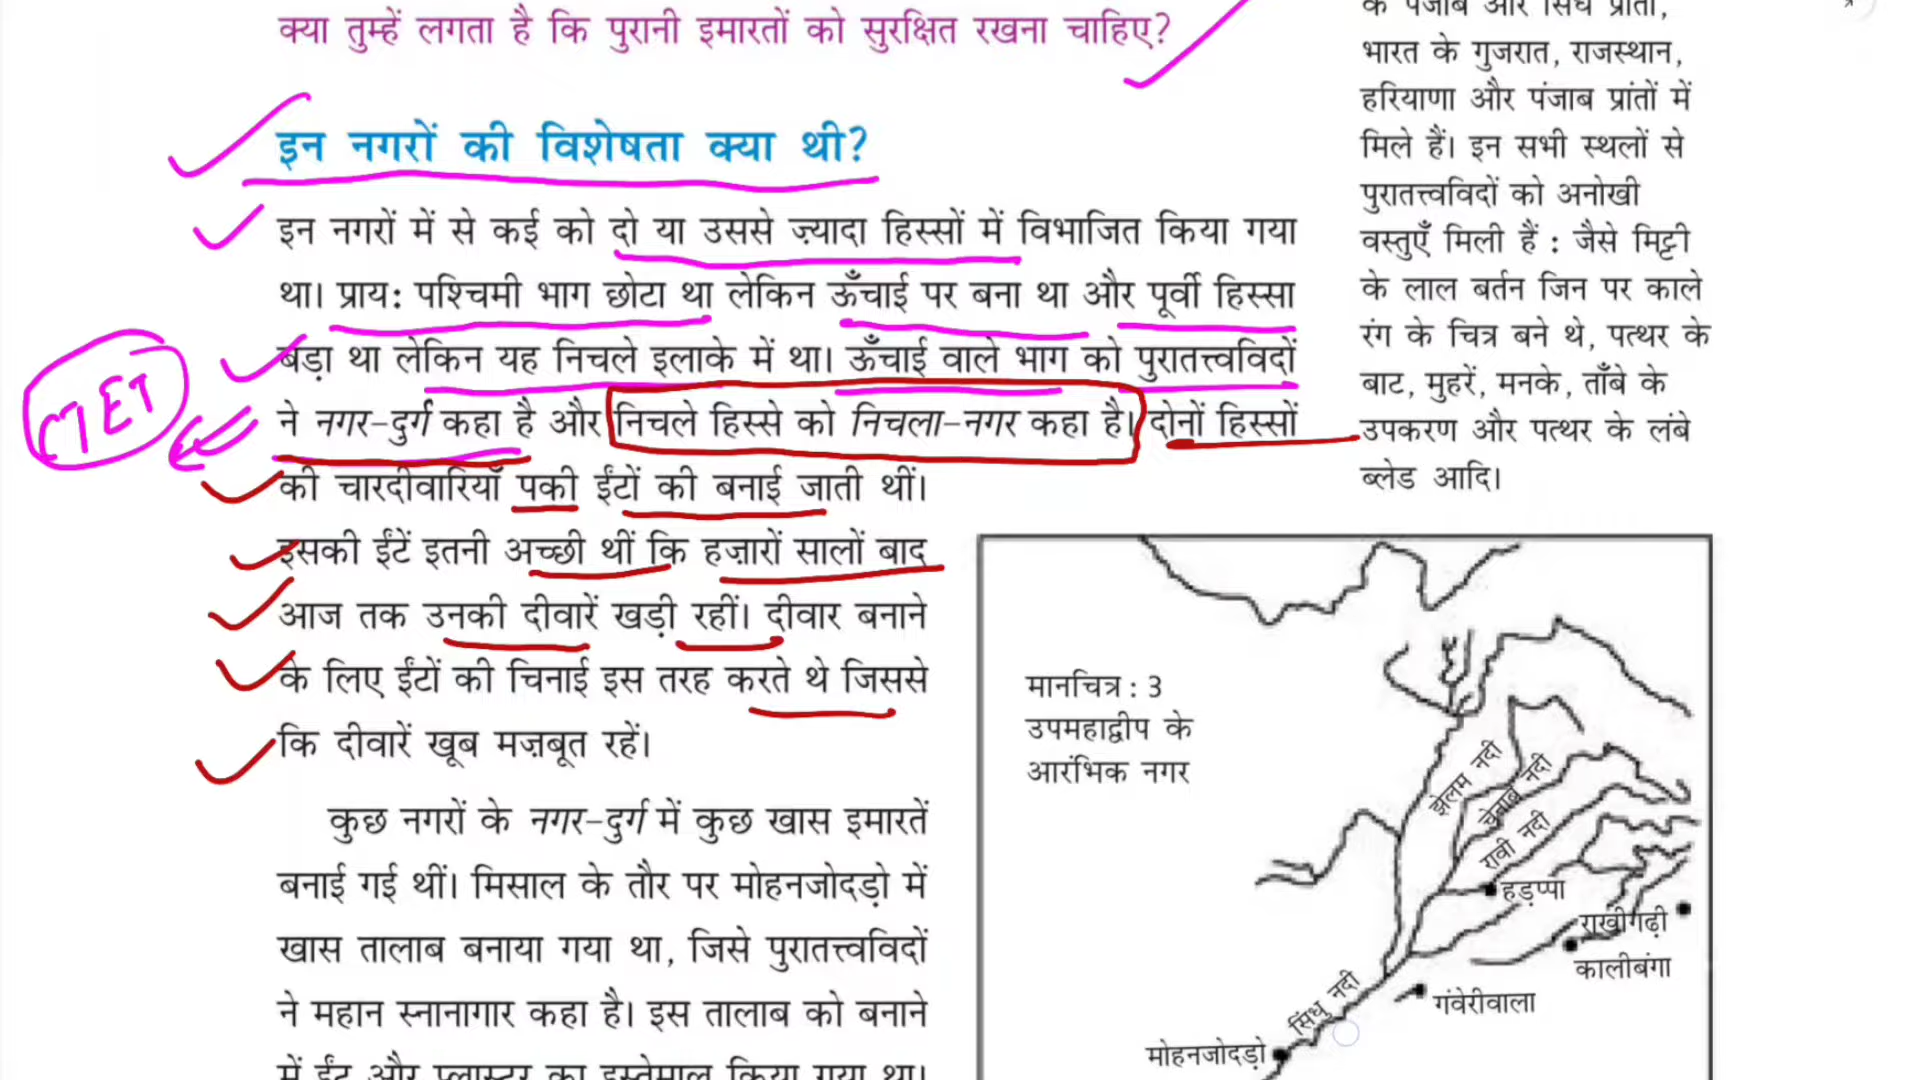 क्या तुम्हें लगता है कि पुरानी इमारतों को सुरक्षित रखना चाहिए?
इन नगरों की विशेषता क्या थी?
इन नगरों में से कई को दो या उससे ज़्यादा हिस्सों में विभाजित किया गया
था। प्राय: पश्चिमी भाग छोटा था लेकिन ऊँचाई पर बना था और पूर्वी हिस्सा
बड़ा था लेकिन यह निचले इलाके में था। ऊँचाई वाले भाग को पुरातत्त्वविदों
ने नगर-दुर्ग कहा है और निचले हिस्से को निचला-नगर कहा है। दोनों हिस्सों
की चारदीवारियाँ पकी ईंटों की बनाई जाती थीं।
इसकी ईंटें इतनी अच्छी थीं कि हज़ारों सालों बाद
आज तक उनकी दीवारें खड़ी रहीं। दीवार बनाने
के लिए ईंटों की चिनाई इस तरह करते थे जिससे
कि दीवारें खूब मज़बूत रहें।
कुछ नगरों के नगर-दुर्ग में कुछ खास इमारतें
बनाई गई थीं। मिसाल के तौर पर मोहनजोदड़ो में
खास तालाब बनाया गया था, जिसे पुरातत्त्वविदों
ने महान स्नानागार कहा है। इस तालाब को बनाने
में ईंट और प्लास्टर का इस्तेमाल किया गया था।
CTET
के पंजाब और सिंध प्रांतों,
भारत के गुजरात, राजस्थान,
हरियाणा और पंजाब प्रांतों में
मिले हैं। इन सभी स्थलों से
पुरातत्त्वविदों को अनोखी
वस्तुएँ मिली हैं : जैसे मिट्टी
के लाल बर्तन जिन पर काले
रंग के चित्र बने थे, पत्थर के
बाट, मुहरें, मनके, ताँबे के
उपकरण और पत्थर के लंबे
ब्लेड आदि।
मानचित्र : 3
उपमहाद्वीप के
आरंभिक नगर
झेलम नदी
चेनाब नदी
रावी नदी
हड़प्पा
राखीगढ़ी
कालीबंगा
गंवेरीवाला
सिंधु नदी
मोहनजोदड़ो